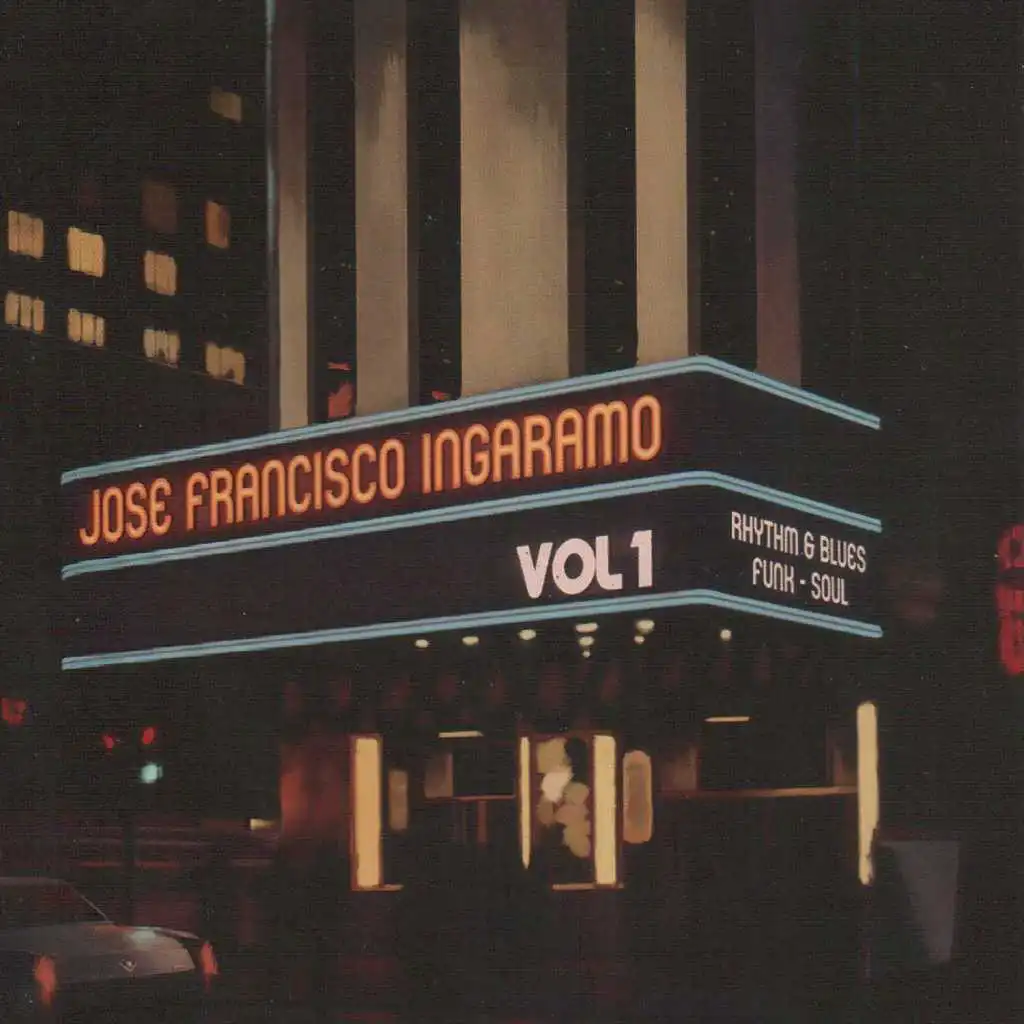 JOSE FRANCISCO INGARAMO
VOL 1
RHYTHM & BLUES
FUNK - SOUL